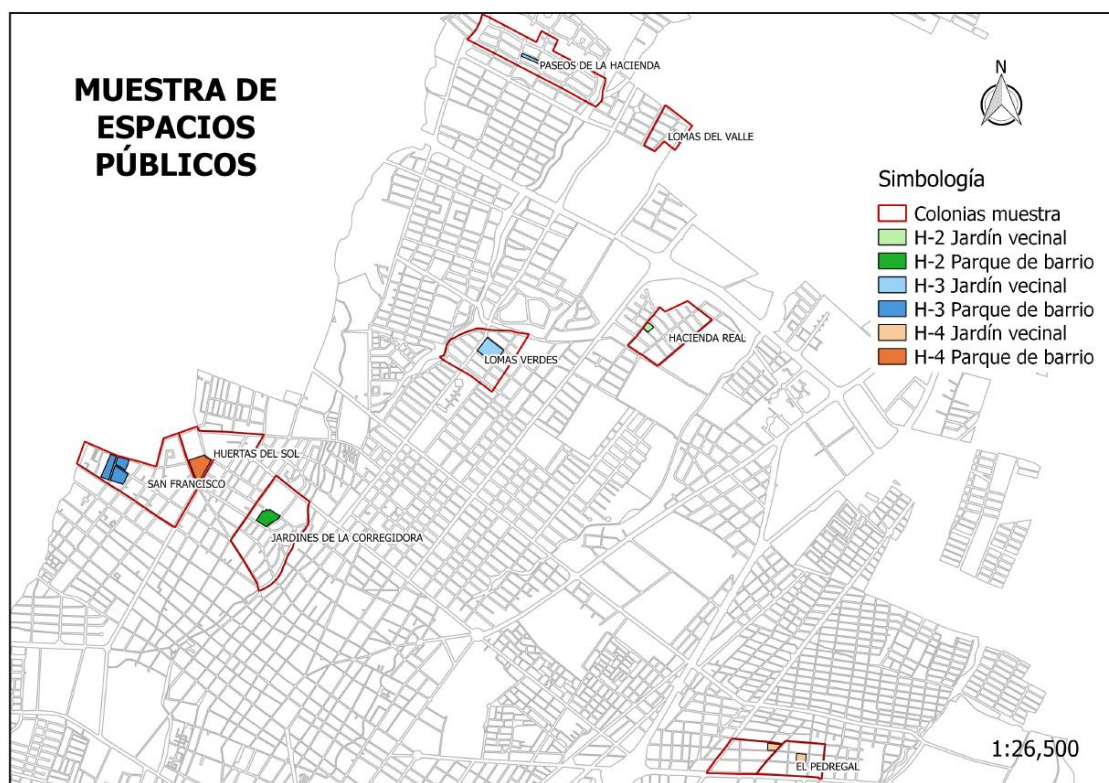 MUESTRA DE
ESPACIOS
PÚBLICOS
N
Simbología
Colonias muestra
H-2 Jardín vecinal
H-2 Parque de barrio
H-3 Jardín vecinal
H-3 Parque de barrio
H-4 Jardín vecinal
H-4 Parque de barrio
PASEOS DE LA HACIENDA
LOMAS DEL VALLE
HACIENDA REAL
LOMAS VERDES
HUERTAS DEL SOL
SAN FRANCISCO
JARDINES DE LA CORREGIDORA
EL PEDREGAL
1:26,500